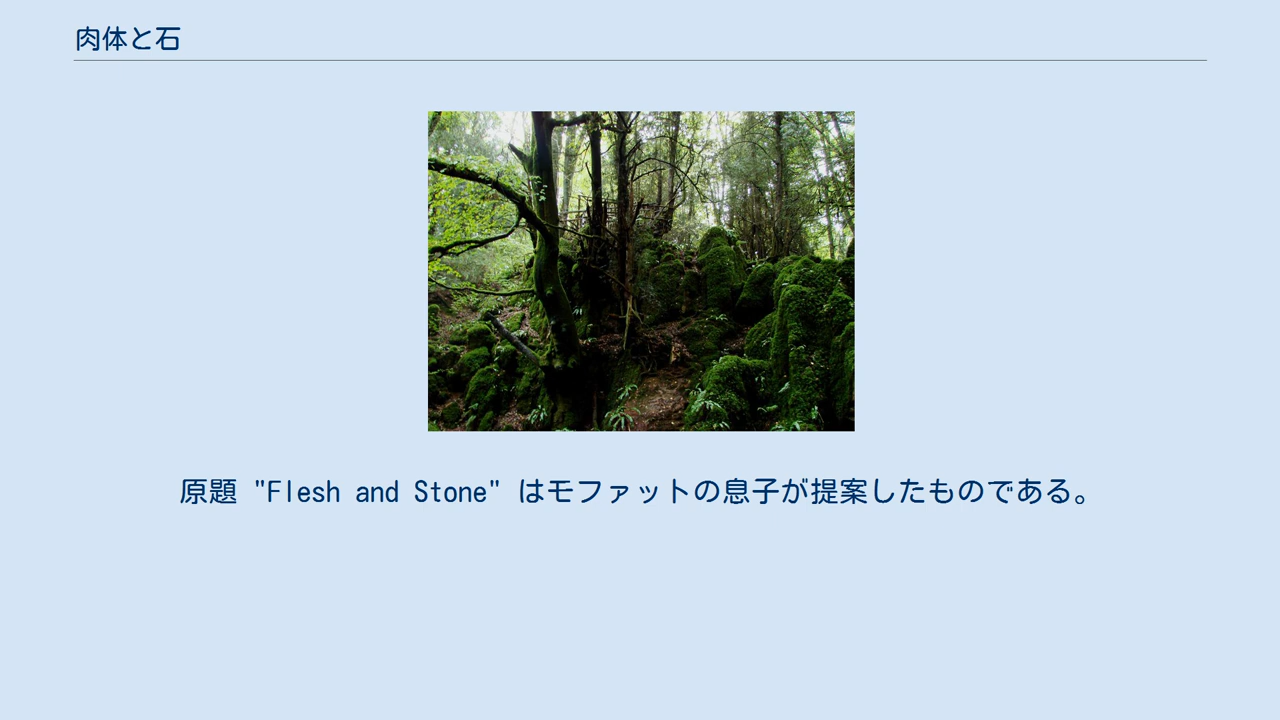 肉体と石
原題 "Flesh and Stone" はモファットの息子が提案したものである。